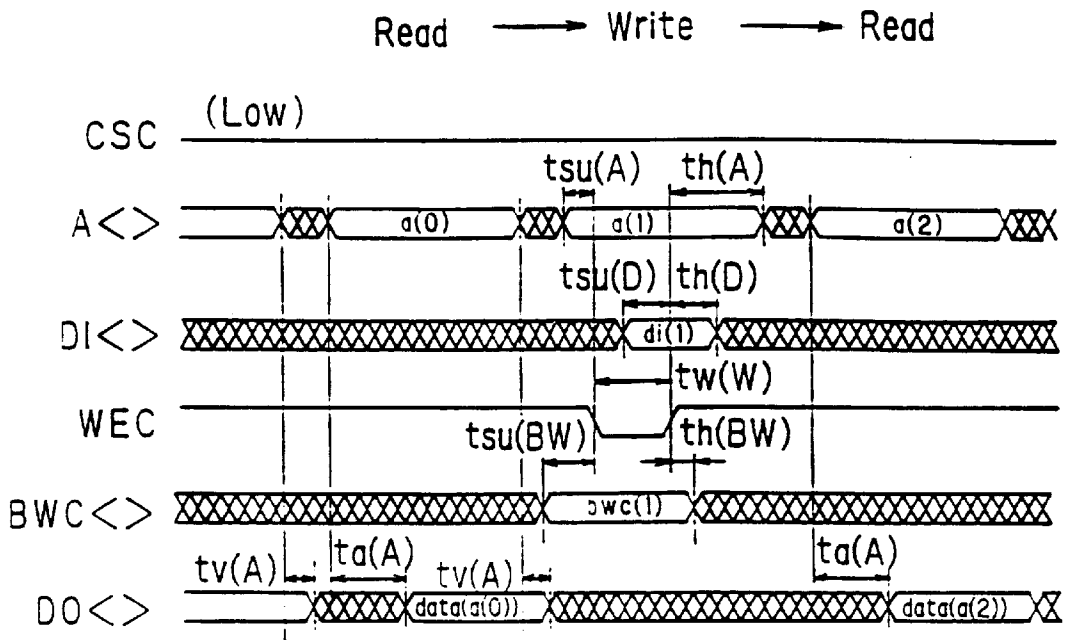 Read → Write → Read
CSC (Low)
tsu(A) th(A)
A<> a(0) a(1) a(2)
tsu(D) th(D)
DI<> di(1)
tw(W)
WEC
tsu(BW) th(BW)
BWC<> bwc(1)
tv(A) ta(A) tv(A) ta(A)
DO<> data(a(0)) data(a(2))